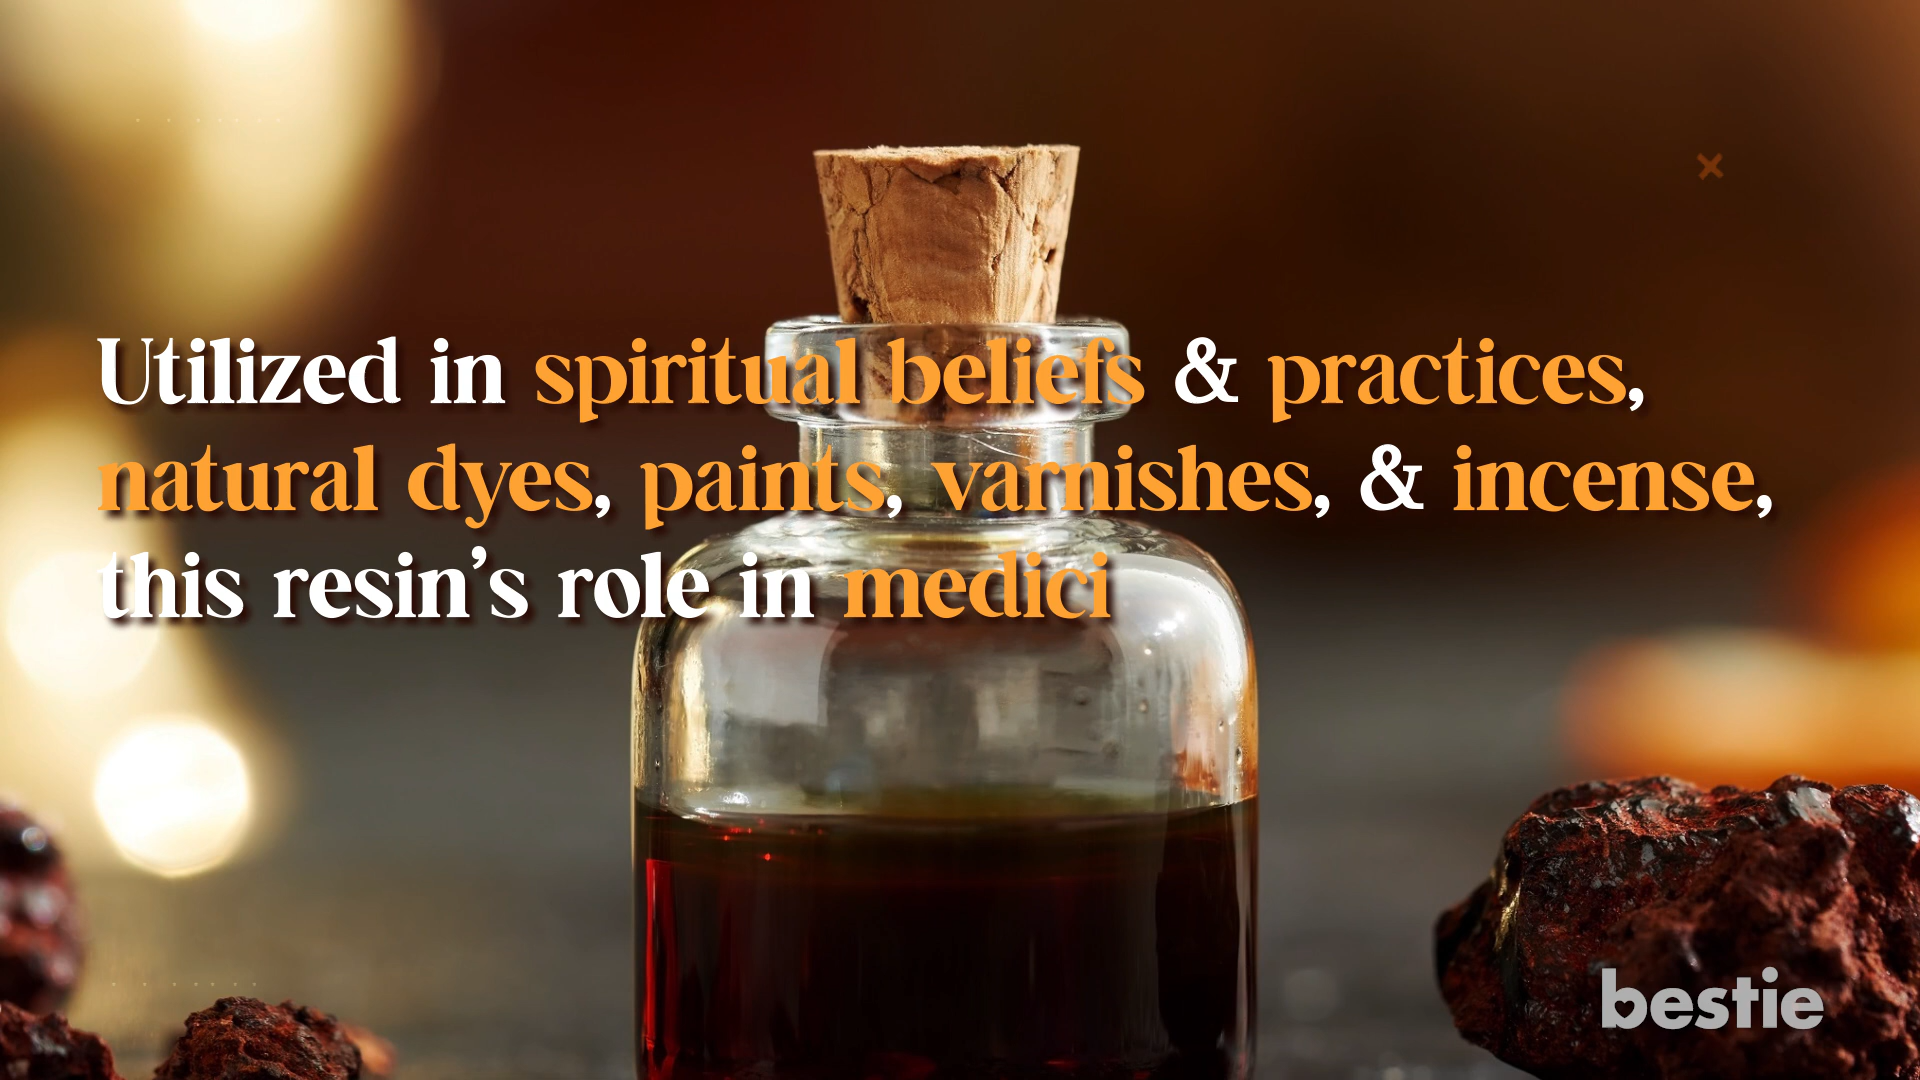 Utilized in spiritual beliefs & practices,
natural dyes, paints, varnishes, & incense,
this resin's role in medici
bestie